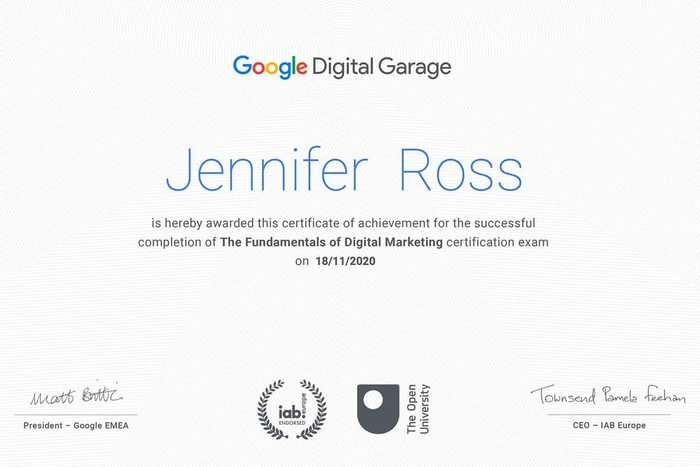 Google Digital Garage
Jennifer Ross
is hereby awarded this certificate of achievement for the successful
completion of The Fundamentals of Digital Marketing certification exam
on 18/11/2020
Matt Brittin
President – Google EMEA
iab.europe
ENDORSED
The Open
University
Townsend Pamela Feehan
CEO – IAB Europe